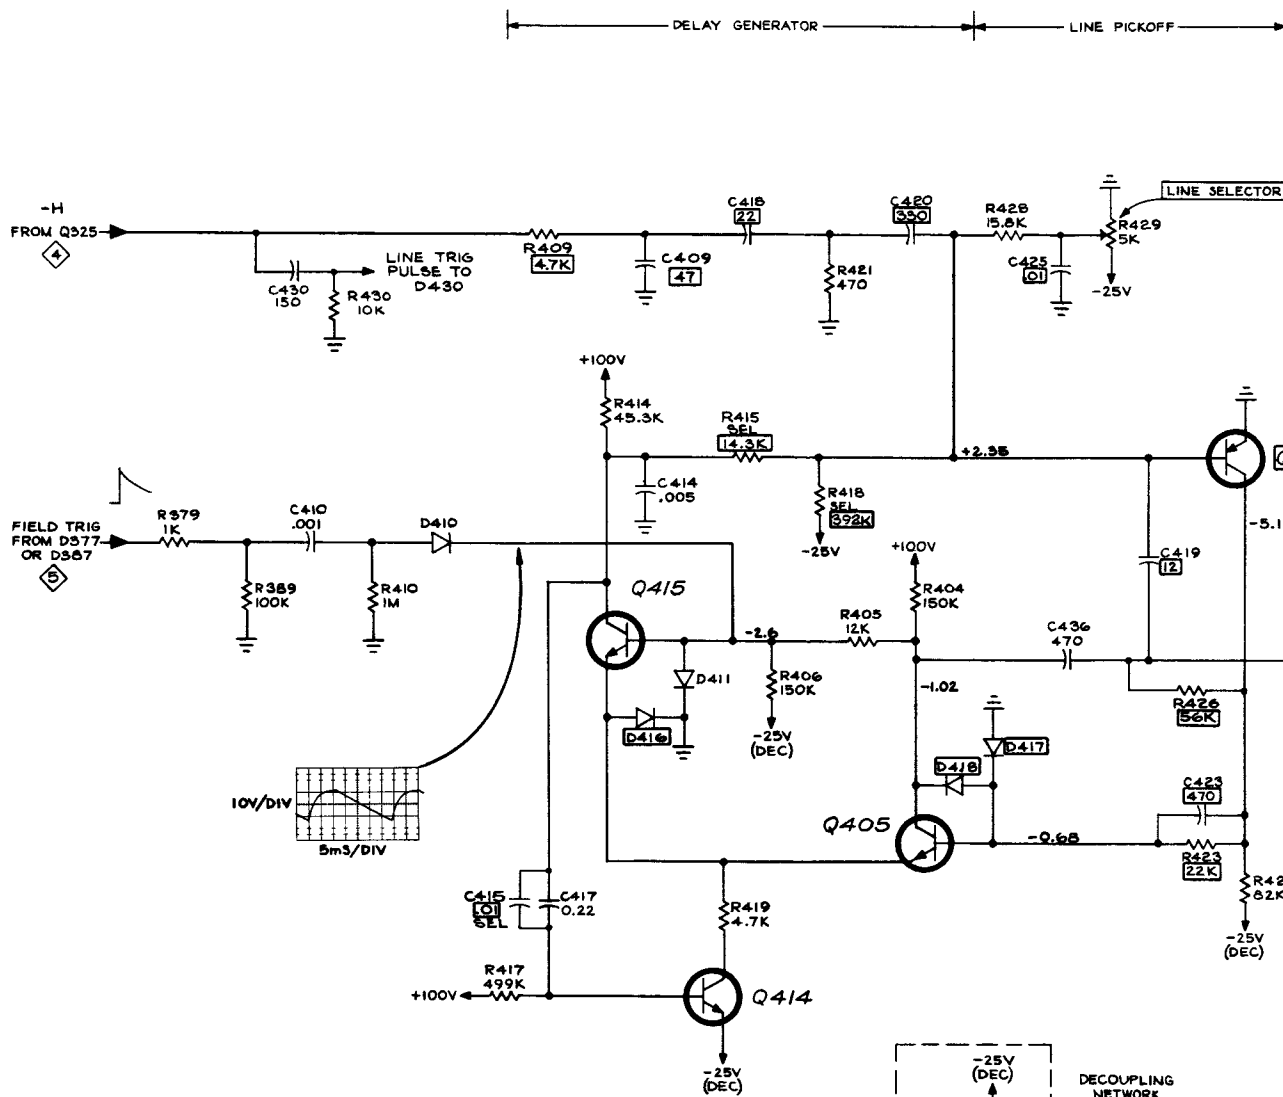 DELAY GENERATOR
LINE PICKOFF
-H
FROM Q325
4
C430
150
R430
10K
LINE TRIG
PULSE TO
D430
R409
4.7K
C409
47
C418
22
R421
470
C420
330
R428
15.8K
C425
.01
R429
5K
-25V
LINE SELECTOR
+100V
R414
45.3K
C414
.005
R415
SEL
14.3K
R418
SEL
392K
-25V
+2.35
FIELD TRIG
FROM D377
OR D387
5
R379
1K
R389
100K
C410
.001
R410
1M
D410
Q415
D411
D416
-2.6
R406
150K
-25V
(DEC)
R405
12K
+100V
R404
150K
-1.02
C436
470
C419
12
-5.1
R426
56K
D417
D418
Q405
-0.68
C423
470
R423
22K
R42
82K
-25V
(DEC)
10V/DIV
5mS/DIV
C415
.01
SEL
C417
0.22
R419
4.7K
+100V
R417
499K
Q414
-25V
(DEC)
-25V
(DEC)
DECOUPLING
NETWORK